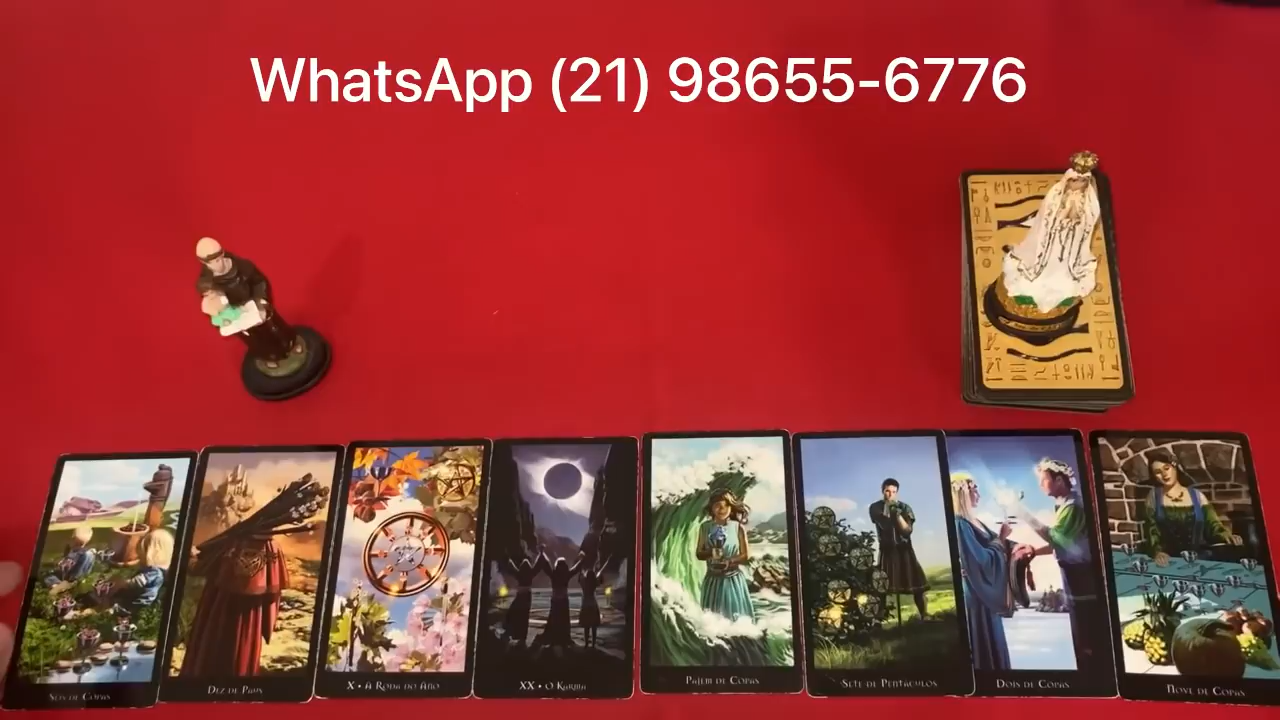 WhatsApp (21) 98655-6776
Seis de Copas
Dez de Paus
X • A Roda do Ano
XX • O Karma
Pajem de Copas
Sete de Pentáculos
Dois de Copas
Nove de Copas